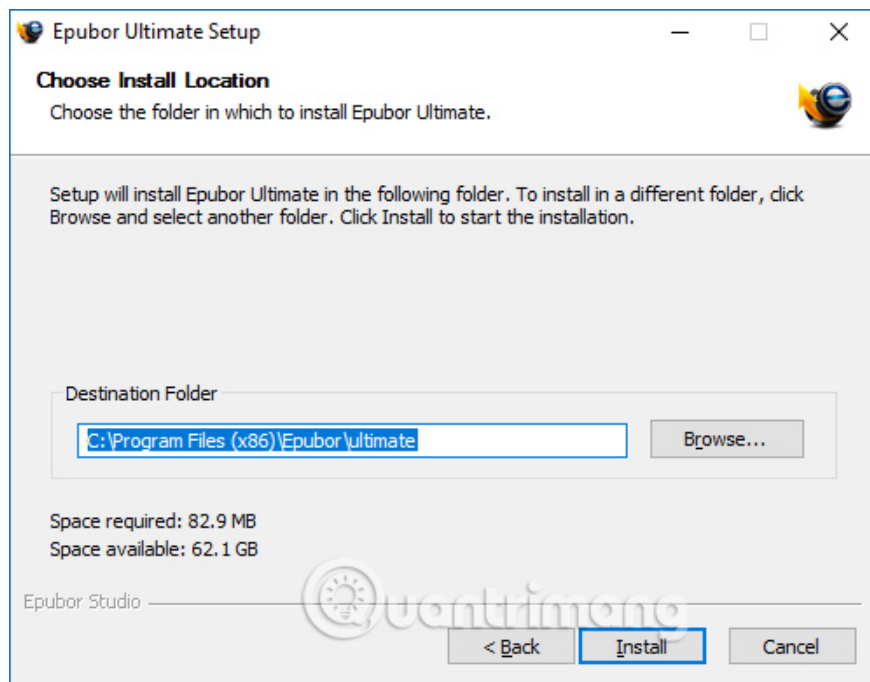 Epubor Ultimate Setup
Choose Install Location
Choose the folder in which to install Epubor Ultimate.
Setup will install Epubor Ultimate in the following folder. To install in a different folder, click
Browse and select another folder. Click Install to start the installation.
Destination Folder
C:\Program Files (x86)\Epubor\ultimate
Browse...
Space required: 82.9 MB
Space available: 62.1 GB
Epubor Studio
Quantrimang
< Back
Install
Cancel